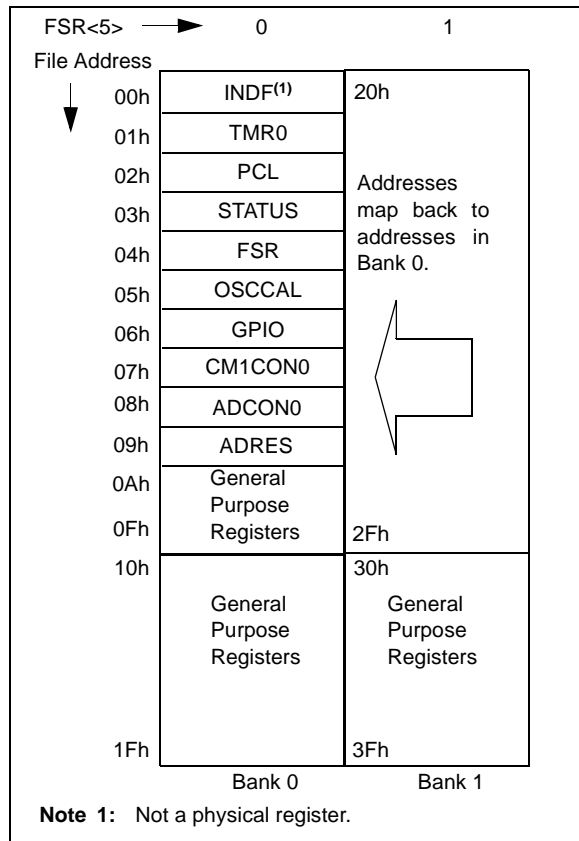 FSR<5> 0 1
File Address
00h INDF(1) 20h
01h TMR0
02h PCL
03h STATUS
04h FSR
05h OSCCAL
06h GPIO
07h CM1CON0
08h ADCON0
09h ADRES
Addresses
map back to
addresses in
Bank 0.
0Ah General
Purpose
0Fh Registers 2Fh
10h 30h
General General
Purpose Purpose
Registers Registers
1Fh 3Fh
Bank 0 Bank 1
Note 1: Not a physical register.